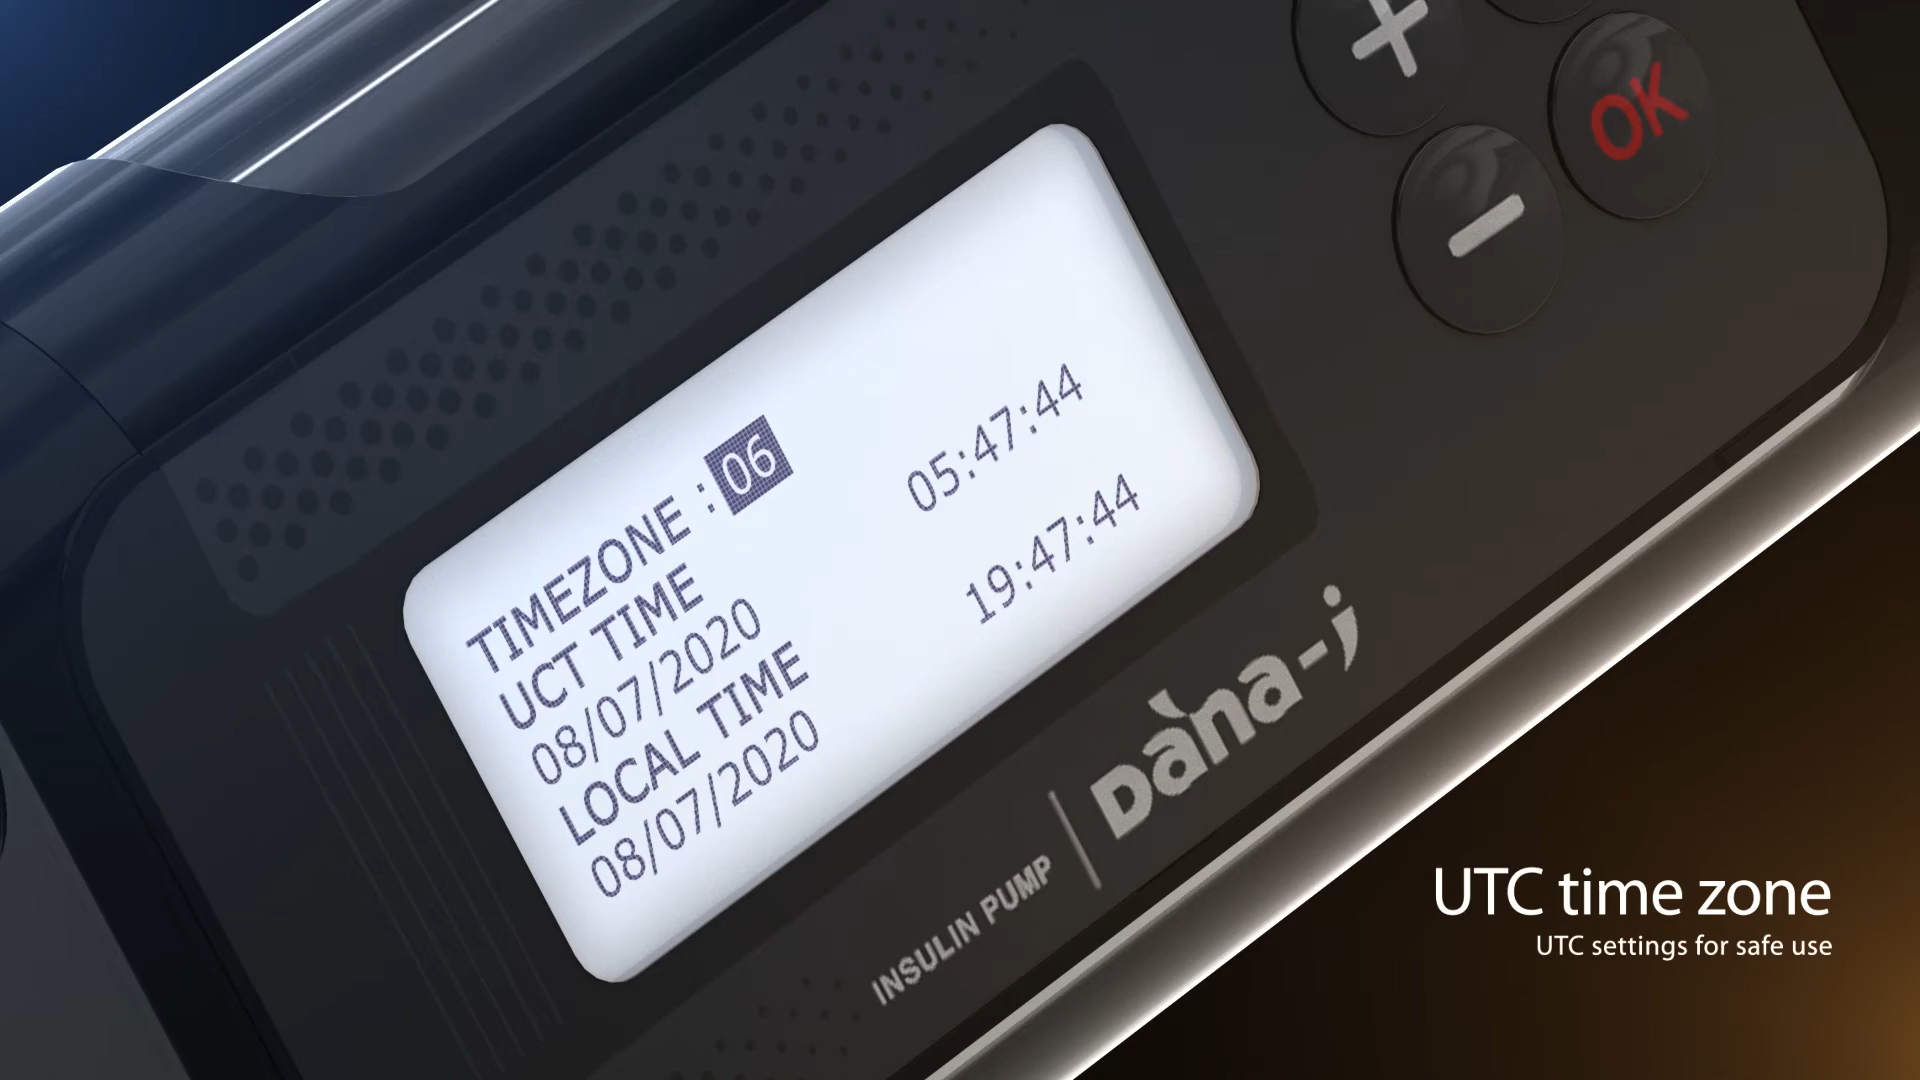 +
OK
-
TIMEZONE : 06
UCT TIME
08/07/2020 05:47:44
LOCAL TIME
08/07/2020 19:47:44
INSULIN PUMP | Dàna-i
UTC time zone
UTC settings for safe use